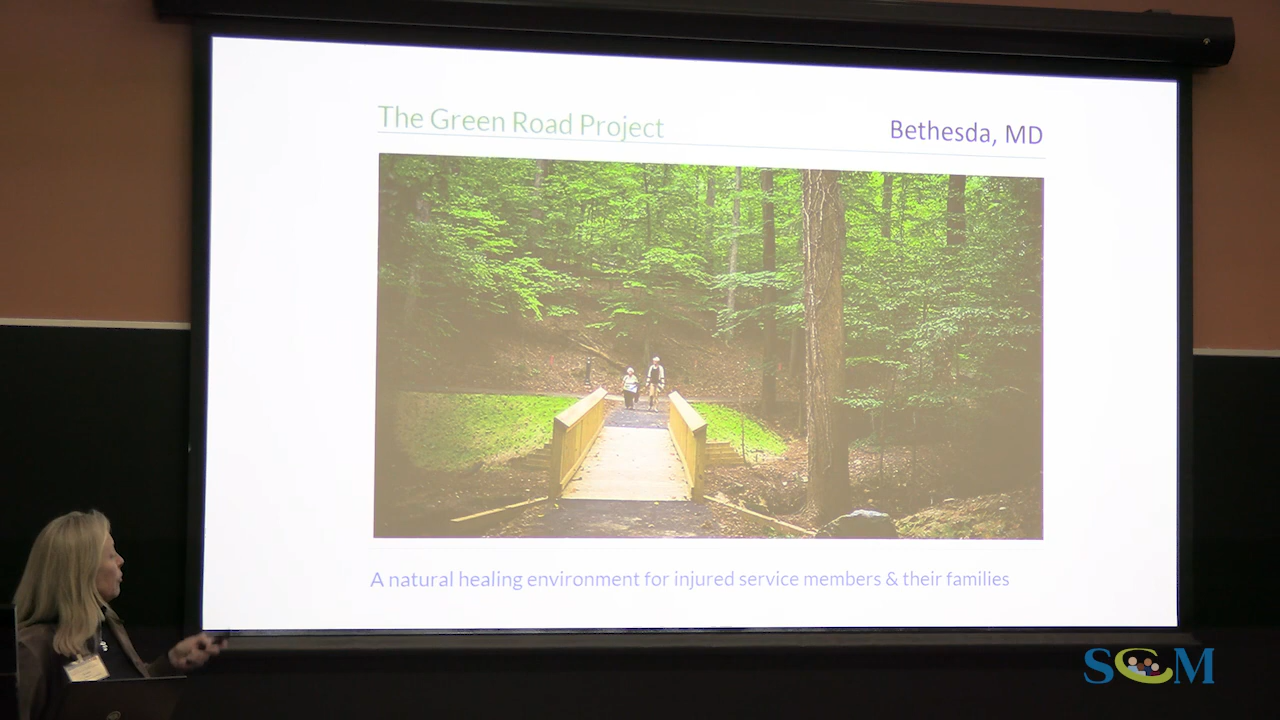 The Green Road Project
Bethesda, MD
A natural healing environment for injured service members & their families
SCM